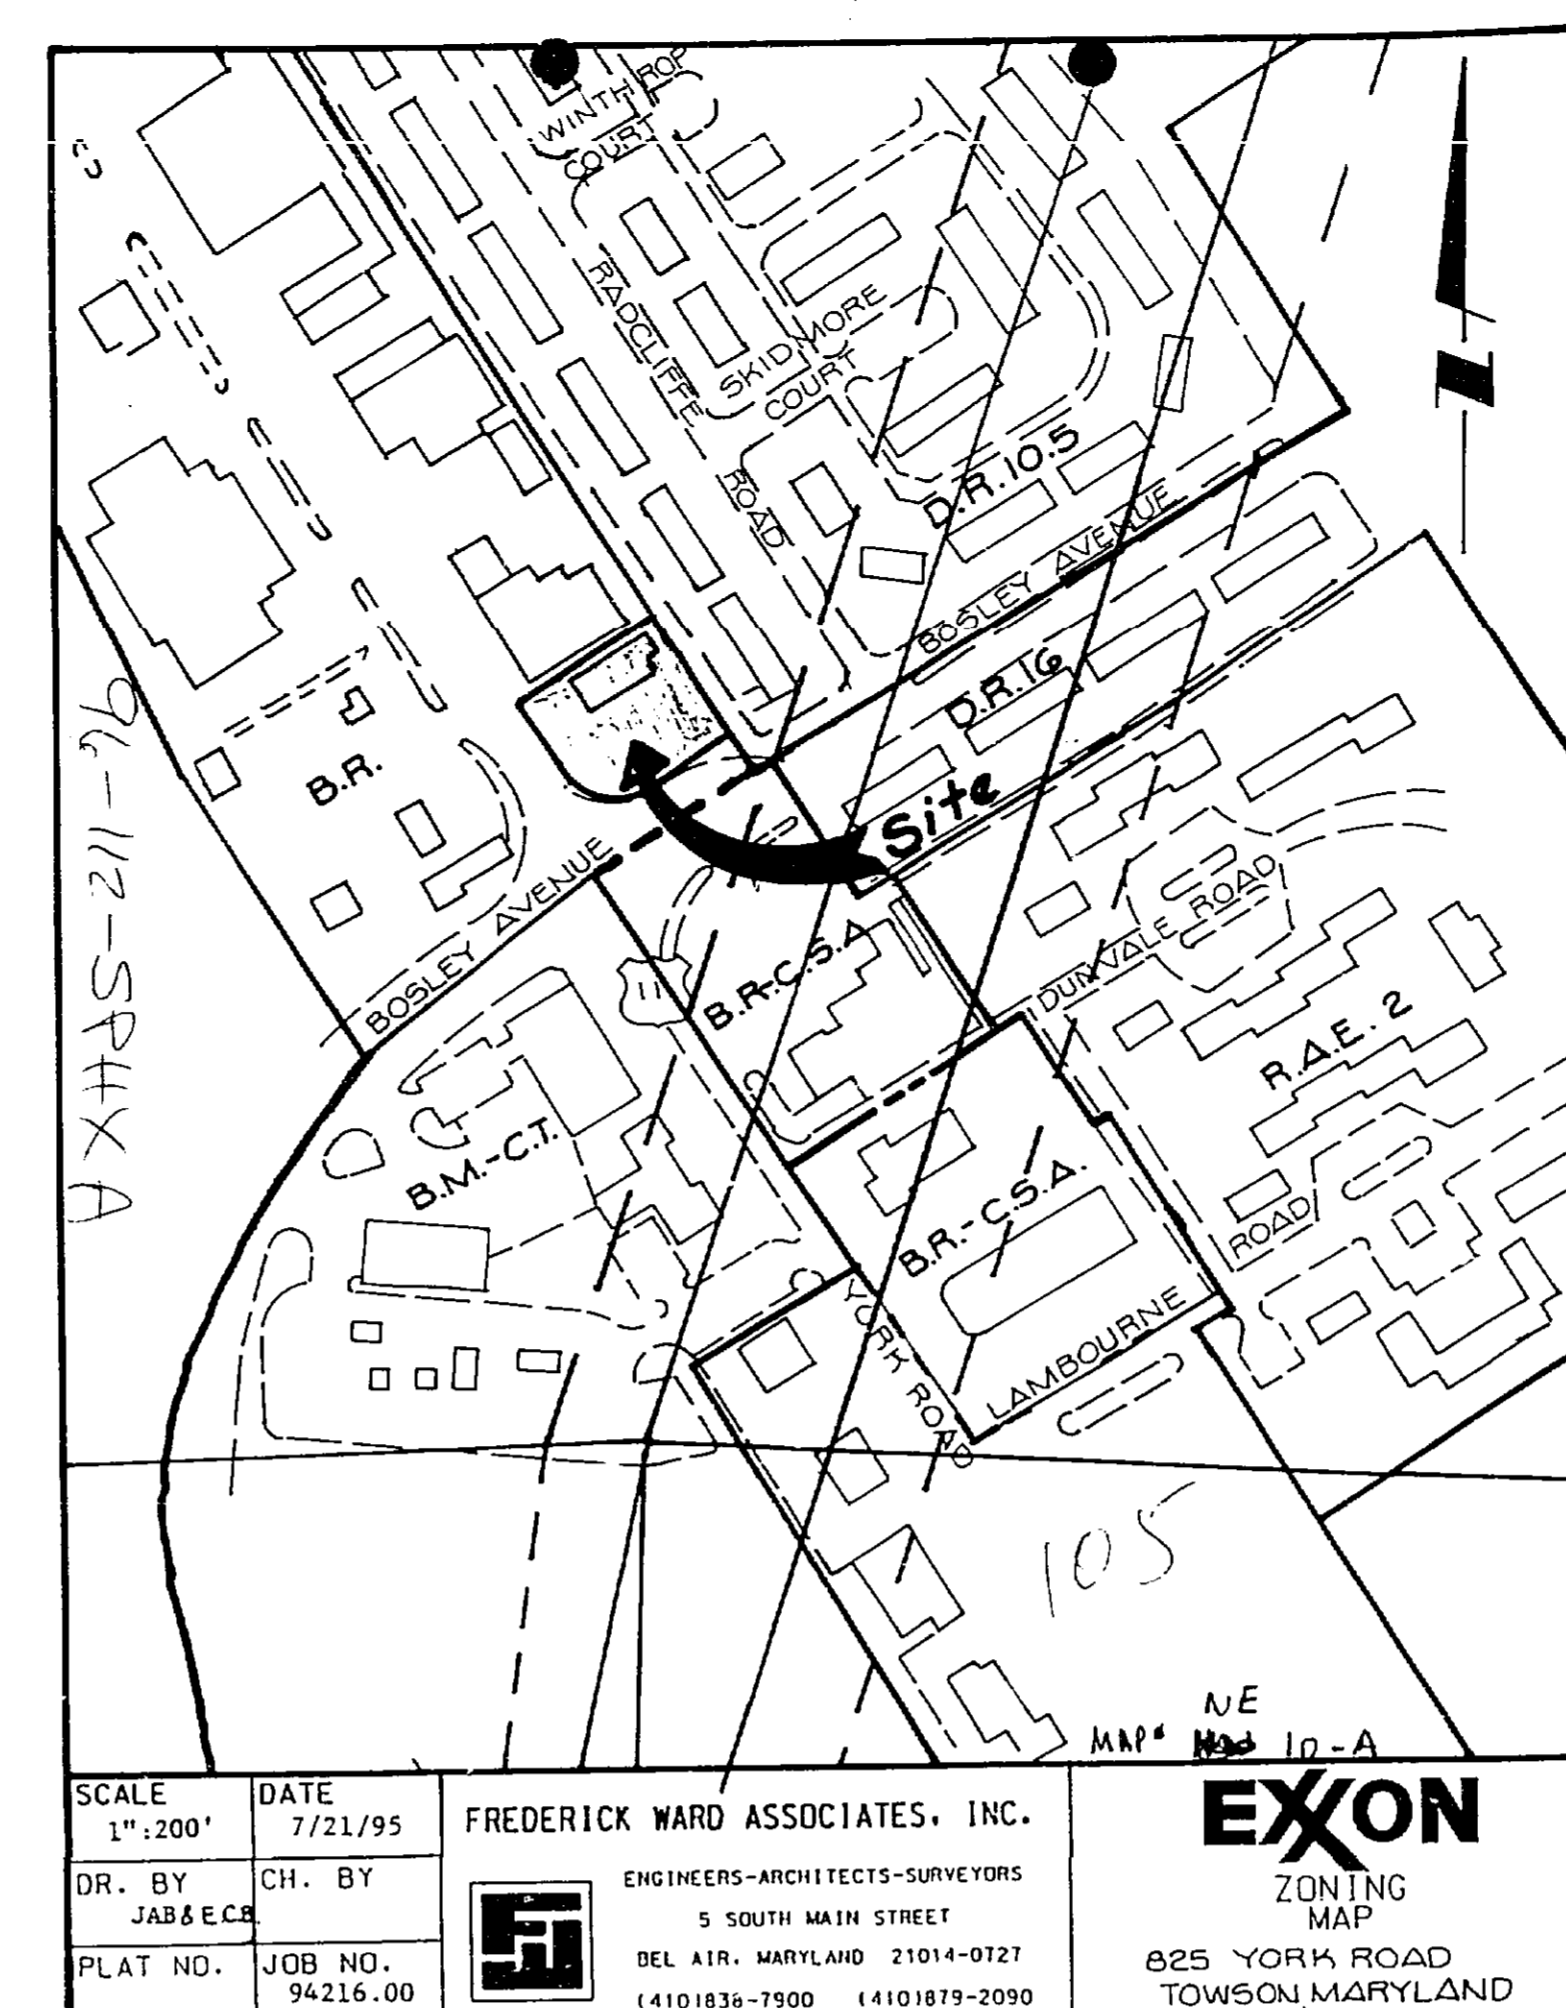 WINTHROP
COURT
RADCLIFFE
ROAD
SKIDMORE
COURT
D.R.10.5
BOSLEY AVENUE
D.R.16
Site
B.R.
BOSLEY AVENUE
96-112-SPHXA
B.R-C.S.A
DUNVALE ROAD
R.A.E. 2
B.M.-C.T.
B.R.-C.S.A.
ROAD
YORK ROAD
LAMBOURNE
105
NE
MAP# 10-A
SCALE
1":200'
DATE
7/21/95
DR. BY
JAB & ECB.
CH. BY
PLAT NO.
JOB NO.
94216.00
FREDERICK WARD ASSOCIATES, INC.
ENGINEERS-ARCHITECTS-SURVEYORS
5 SOUTH MAIN STREET
BEL AIR, MARYLAND 21014-0727
(410)838-7900 (410)879-2090
EXXON
ZONING
MAP
825 YORK ROAD
TOWSON, MARYLAND